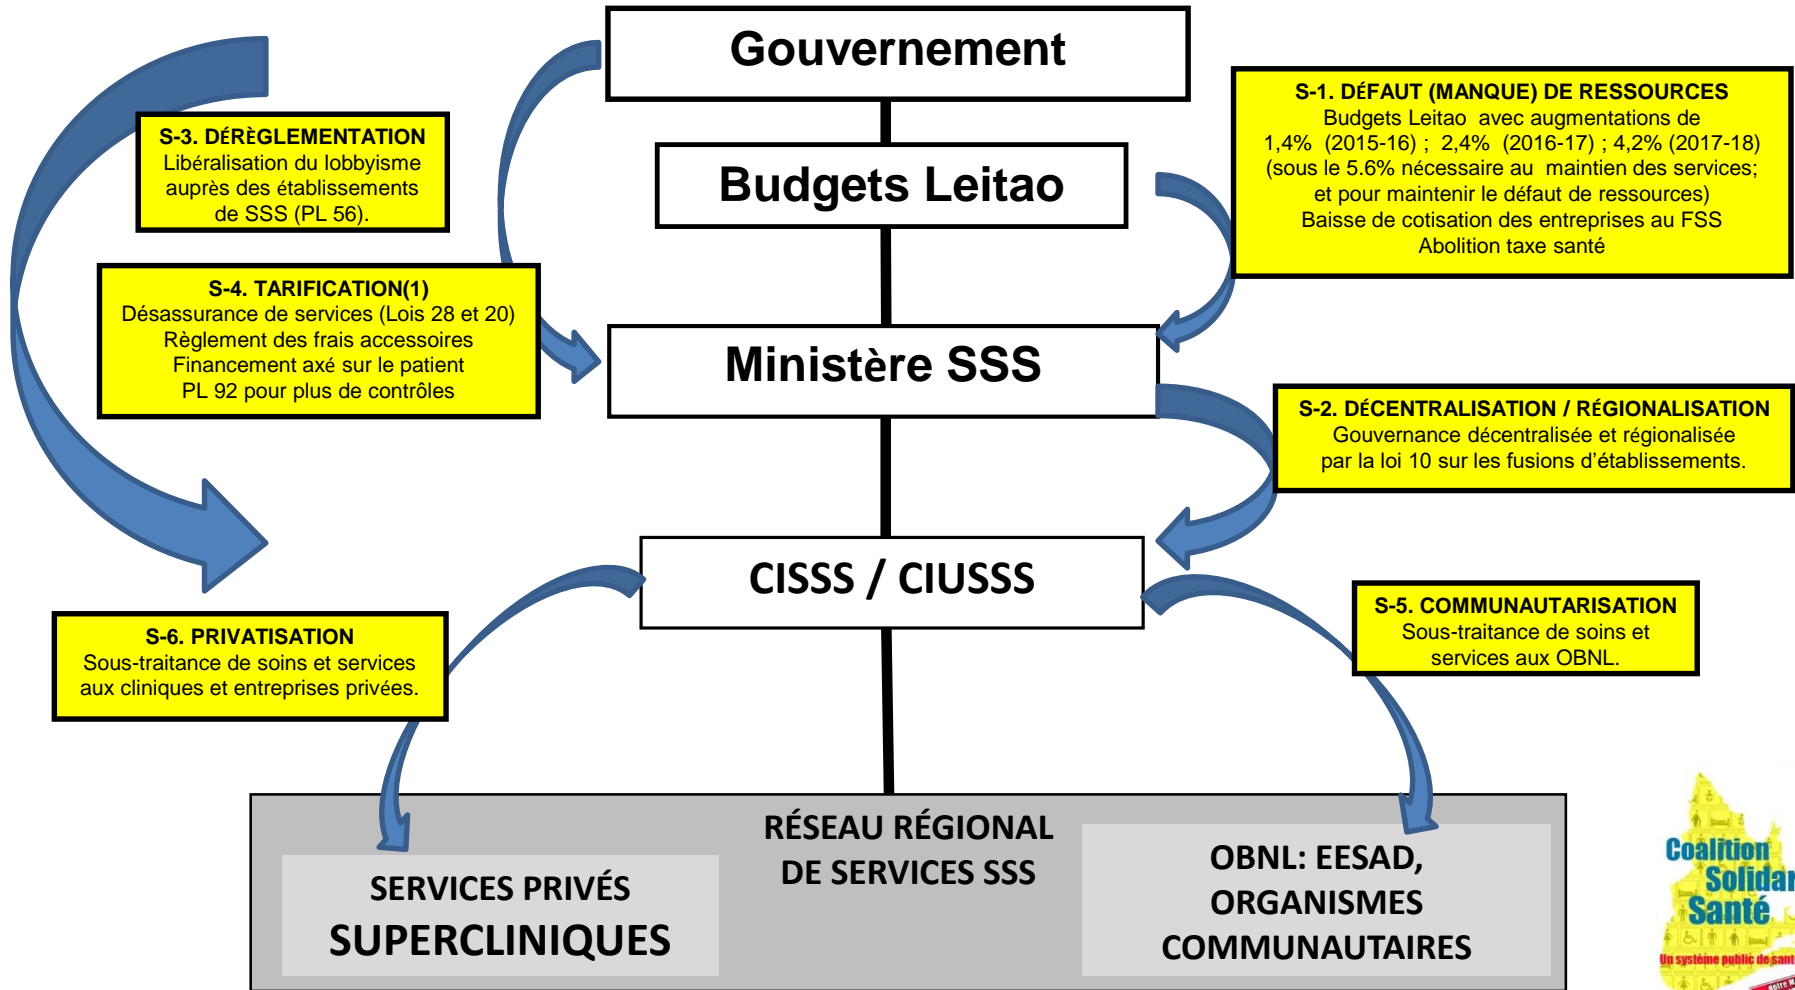 Gouvernement
Budgets Leitao
Ministère SSS
CISSS / CIUSSS
S-1. DÉFAUT (MANQUE) DE RESSOURCES
Budgets Leitao avec augmentations de
1,4% (2015-16) ; 2,4% (2016-17) ; 4,2% (2017-18)
(sous le 5.6% nécessaire au maintien des services;
et pour maintenir le défaut de ressources)
Baisse de cotisation des entreprises au FSS
Abolition taxe santé
S-2. DÉCENTRALISATION / RÉGIONALISATION
Gouvernance décentralisée et régionalisée
par la loi 10 sur les fusions d'établissements.
S-3. DÉRÈGLEMENTATION
Libéralisation du lobbyisme
auprès des établissements
de SSS (PL 56).
S-4. TARIFICATION(1)
Désassurance de services (Lois 28 et 20)
Règlement des frais accessoires
Financement axé sur le patient
PL 92 pour plus de contrôles
S-5. COMMUNAUTARISATION
Sous-traitance de soins et
services aux OBNL.
S-6. PRIVATISATION
Sous-traitance de soins et services
aux cliniques et entreprises privées.
RÉSEAU RÉGIONAL
DE SERVICES SSS
SERVICES PRIVÉS
SUPERCLINIQUES
OBNL: EESAD,
ORGANISMES
COMMUNAUTAIRES
Coalition
Solidar
Santé
Un système public de sant